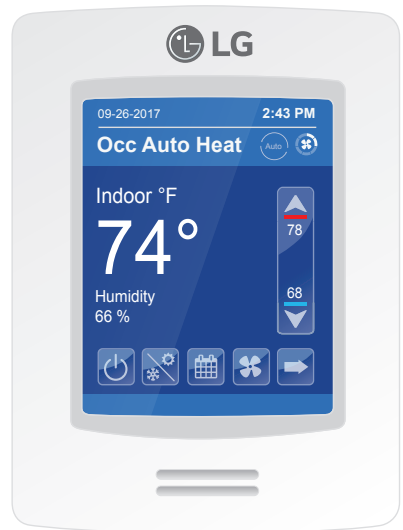 LG
09-26-2017 2:43 PM
Occ Auto Heat Auto
Indoor °F
74°
78
Humidity
66 %
68